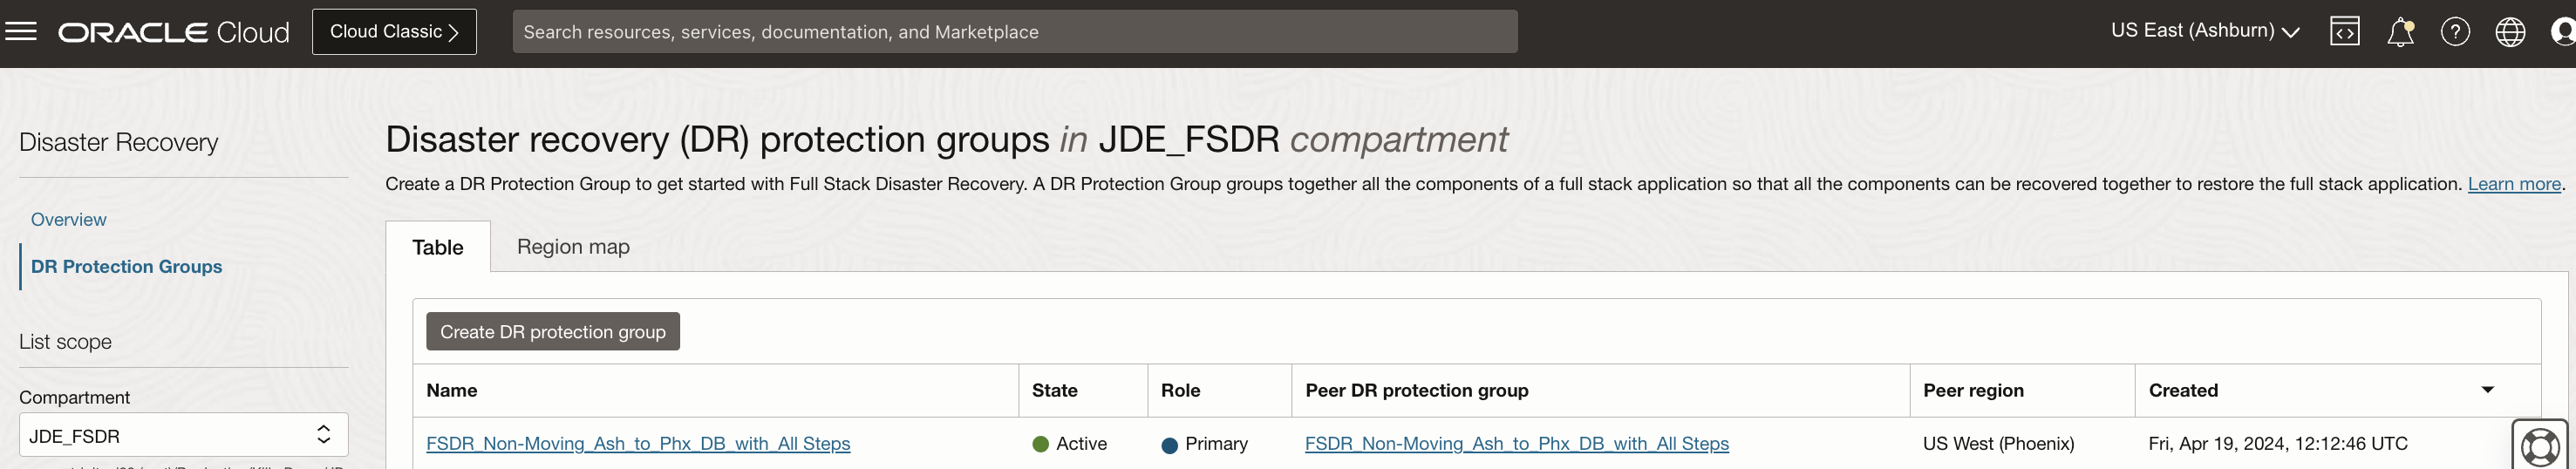 ORACLE Cloud
Cloud Classic
Search resources, services, documentation, and Marketplace
US East (Ashburn)
Disaster Recovery
Overview
DR Protection Groups
List scope
Compartment
JDE_FSDR
Disaster recovery (DR) protection groups in JDE_FSDR compartment
Create a DR Protection Group to get started with Full Stack Disaster Recovery. A DR Protection Group groups together all the components of a full stack application so that all the components can be recovered together to restore the full stack application. Learn more.
Table Region map
Create DR protection group
Name State Role Peer DR protection group Peer region Created
FSDR_Non-Moving_Ash_to_Phx_DB_with_All Steps Active Primary FSDR_Non-Moving_Ash_to_Phx_DB_with_All Steps US West (Phoenix) Fri, Apr 19, 2024, 12:12:46 UTC